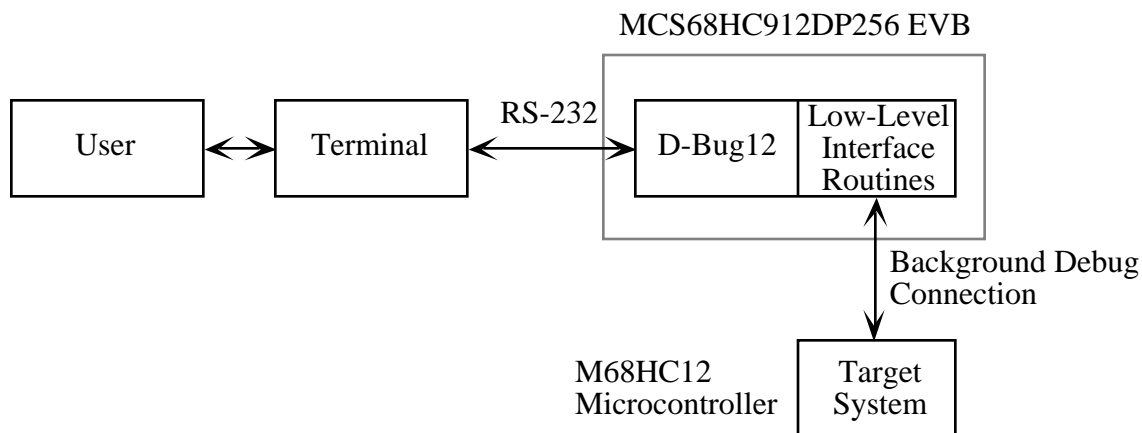 MCS68HC912DP256 EVB
User
Terminal
RS-232
D-Bug12
Low-Level
Interface
Routines
Background Debug
Connection
M68HC12
Microcontroller
Target
System